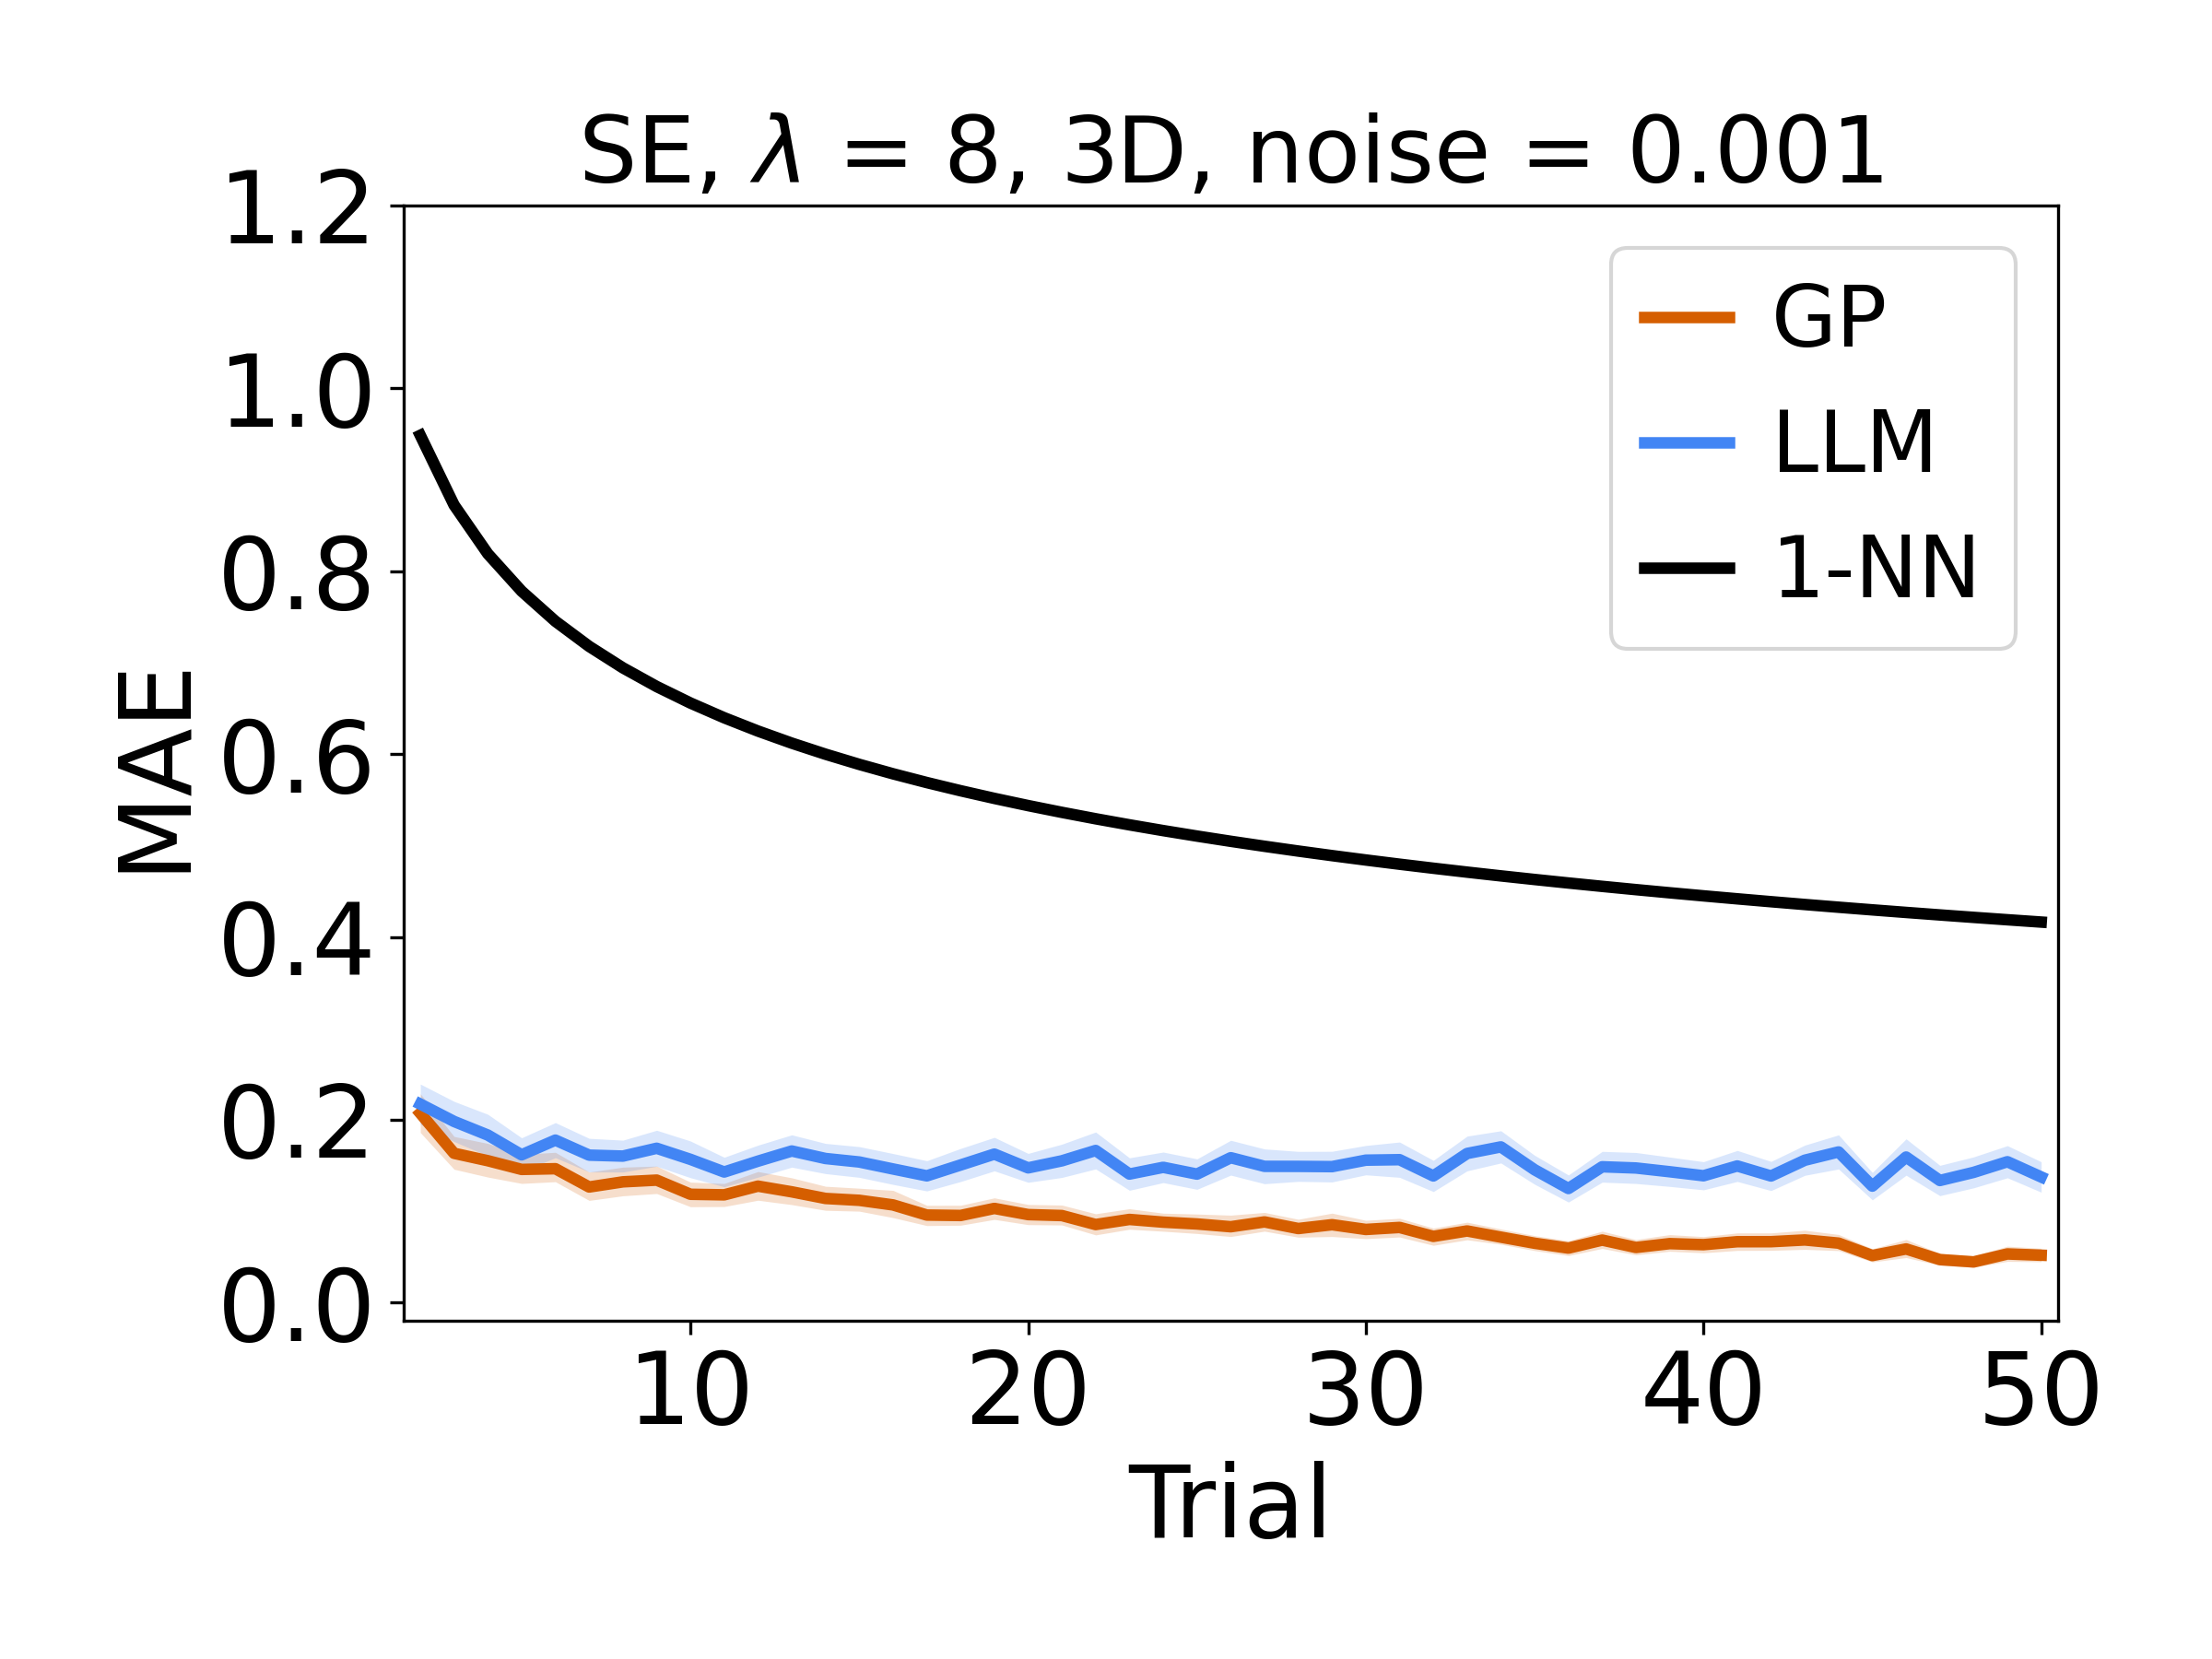 SE, λ = 8, 3D, noise = 0.001
1.2
1.0
0.8
0.6
0.4
0.2
0.0
MAE
GP
LLM
1-NN
10 20 30 40 50
Trial